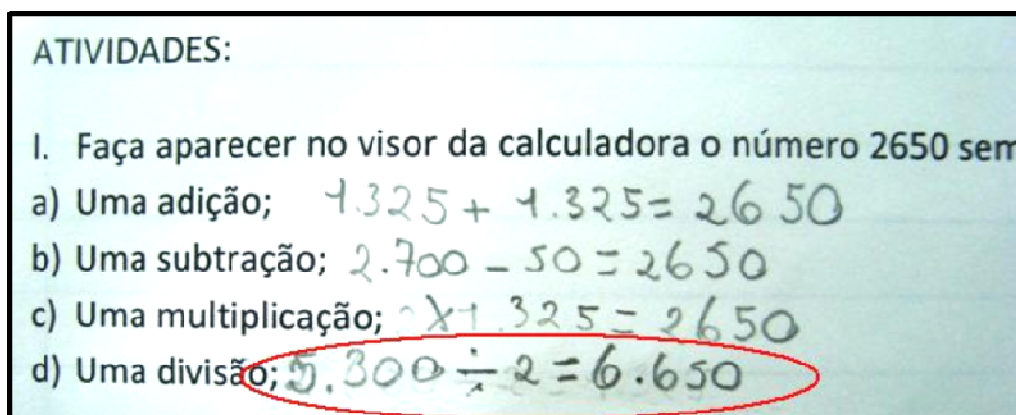 ATIVIDADES:
I. Faça aparecer no visor da calculadora o número 2650 sem
a) Uma adição; 1.325 + 1.325 = 2650
b) Uma subtração; 2.700 - 50 = 2650
c) Uma multiplicação; x 1.325 = 2650
d) Uma divisão; 5.300 ÷ 2 = 6.650